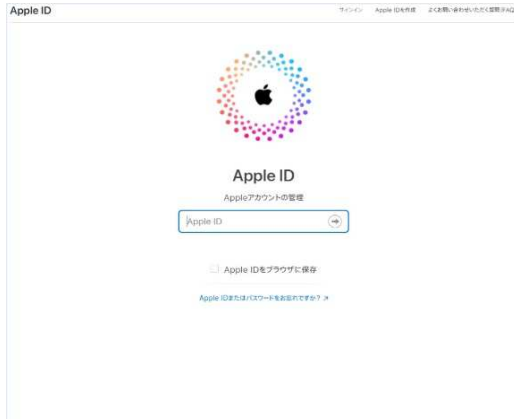 Apple ID
サインイン Apple IDを作成 よくお問い合わせいただく質問(FAQ
Apple ID
Appleアカウントの管理
Apple ID
Apple IDをブラウザに保存
Apple IDまたはパスワードをお忘れですか?